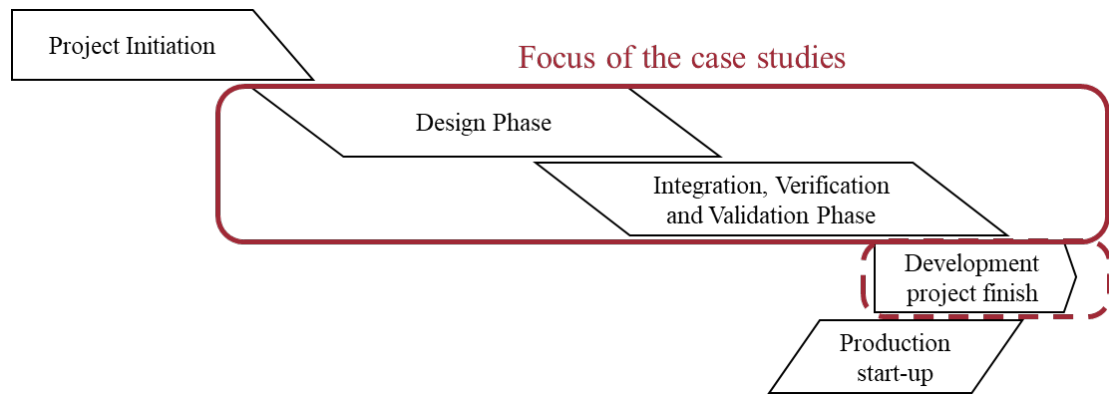 Project Initiation
Focus of the case studies
Design Phase
Integration, Verification
and Validation Phase
Development
project finish
Production
start-up